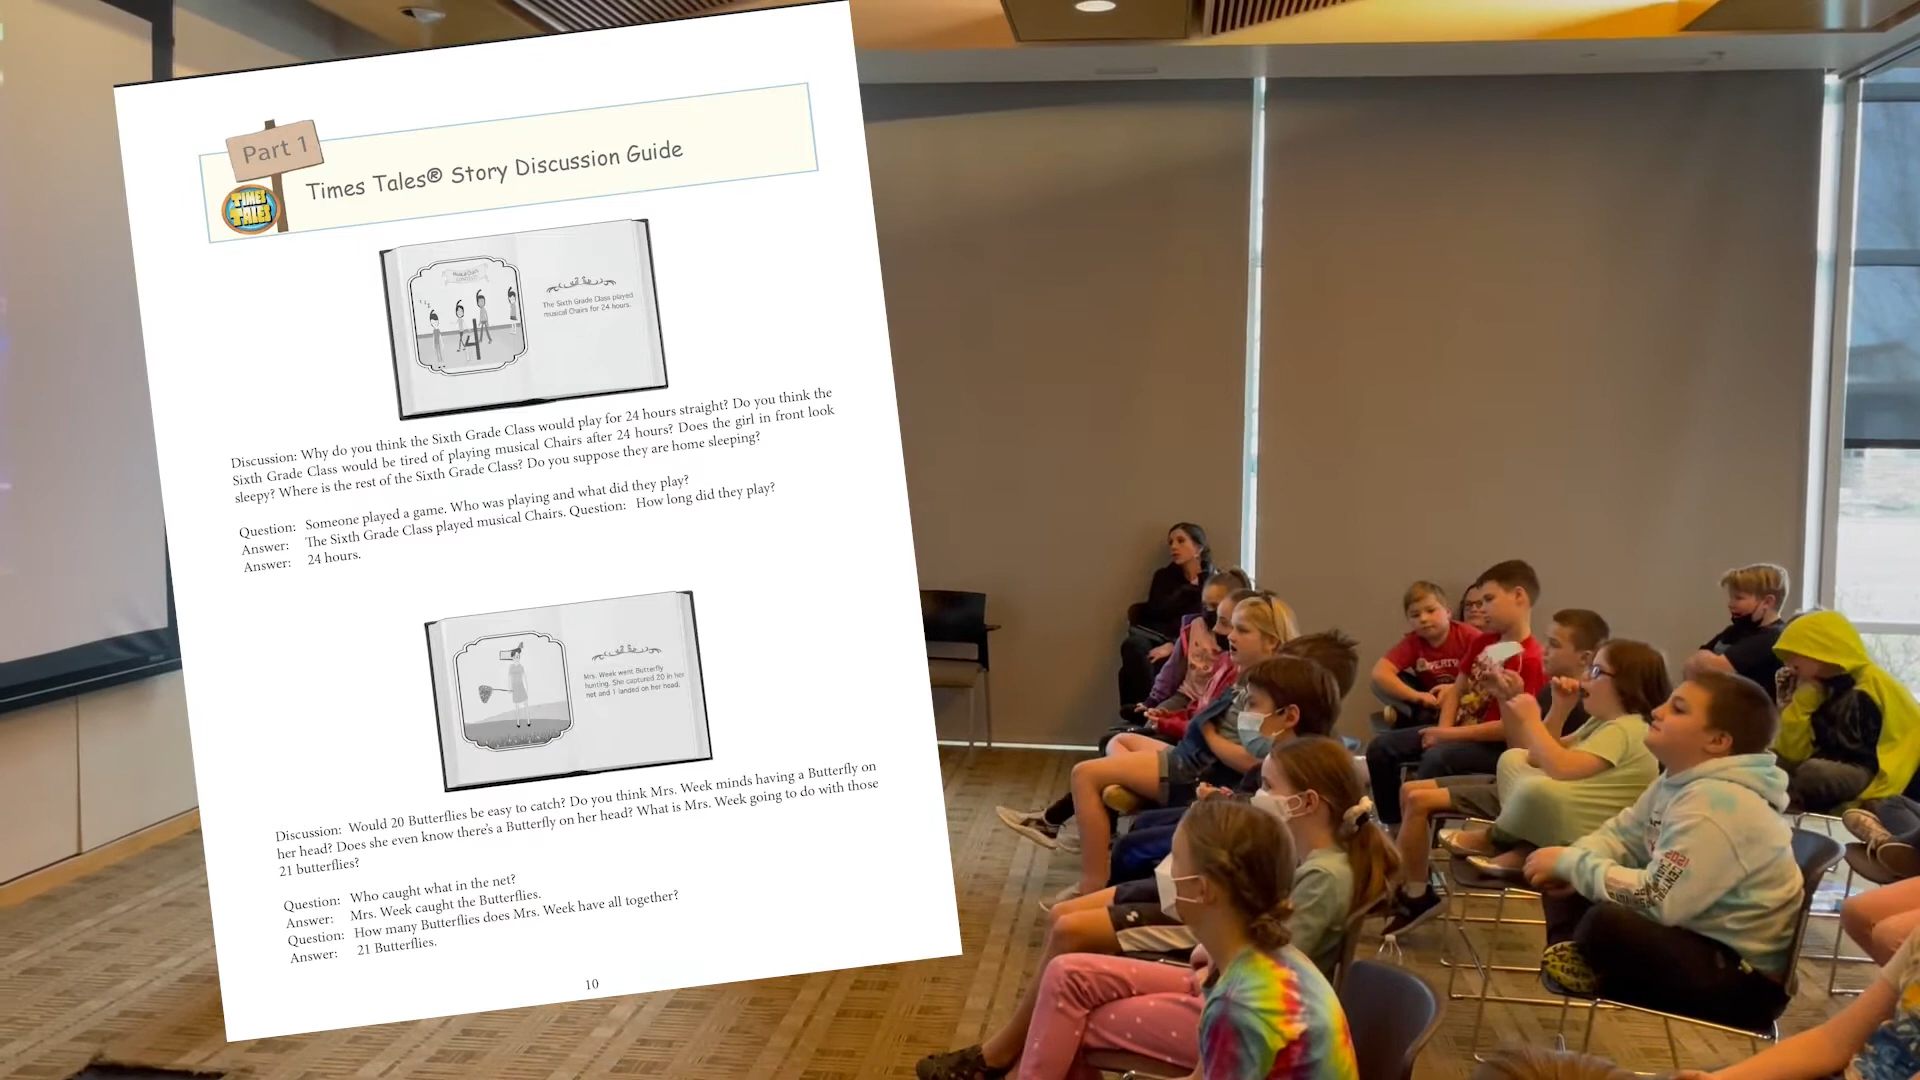 Part 1
TIMES
TALES
Times Tales® Story Discussion Guide
Musical Chairs
The Sixth Grade Class played
musical Chairs for 24 hours.
4
Discussion: Why do you think the Sixth Grade Class would play for 24 hours straight? Do you think the
Sixth Grade Class would be tired of playing musical Chairs after 24 hours? Does the girl in front look
sleepy? Where is the rest of the Sixth Grade Class? Do you suppose they are home sleeping?
Question: Someone played a game. Who was playing and what did they play?
Answer: The Sixth Grade Class played musical Chairs. Question: How long did they play?
Answer: 24 hours.
Mrs. Week went Butterfly
hunting. She captured 20 in her
net and 1 landed on her head.
Discussion: Would 20 Butterflies be easy to catch? Do you think Mrs. Week minds having a Butterfly on
her head? Does she even know there's a Butterfly on her head? What is Mrs. Week going to do with those
21 butterflies?
Question: Who caught what in the net?
Answer: Mrs. Week caught the Butterflies.
Question: How many Butterflies does Mrs. Week have all together?
Answer: 21 Butterflies.
10